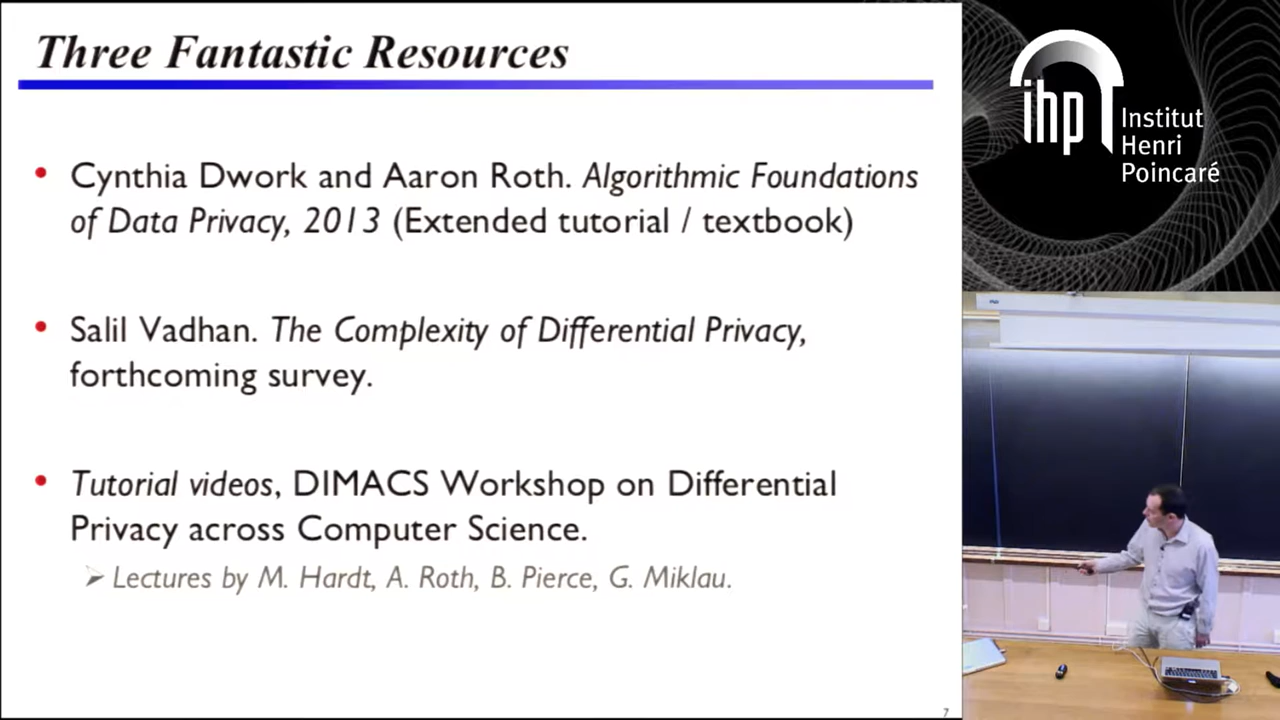 Three Fantastic Resources
• Cynthia Dwork and Aaron Roth. Algorithmic Foundations
of Data Privacy, 2013 (Extended tutorial / textbook)
• Salil Vadhan. The Complexity of Differential Privacy,
forthcoming survey.
• Tutorial videos, DIMACS Workshop on Differential
Privacy across Computer Science.
➢ Lectures by M. Hardt, A. Roth, B. Pierce, G. Miklau.
7
ihp
Institut
Henri
Poincaré